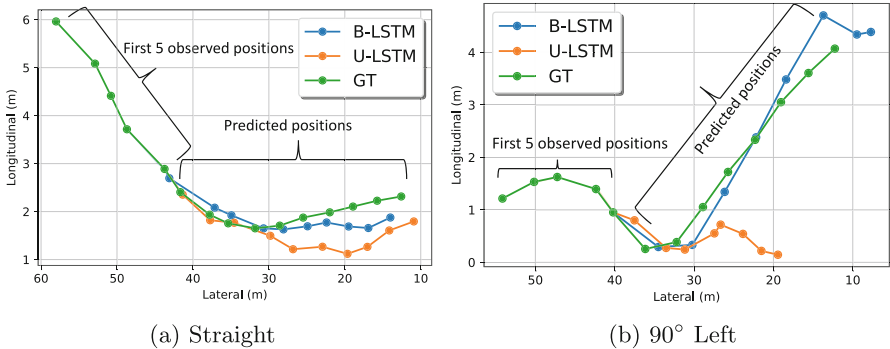 6
5
4
3
2
1
Longitudinal (m)
60
50
40
30
20
10
Lateral (m)
First 5 observed positions
Predicted positions
B-LSTM
U-LSTM
GT
(a) Straight
4
3
2
1
0
Longitudinal (m)
50
40
30
20
10
Lateral (m)
First 5 observed positions
Predicted positions
B-LSTM
U-LSTM
GT
(b) 90° Left